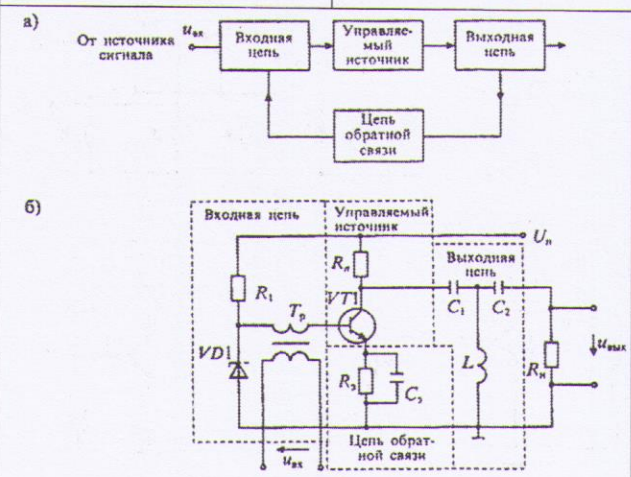 а)
От источника
сигнала
uвх
Входная
цепь
Управляе-
мый
источник
Выходная
цепь
Цепь
обратной
связи
б)
Входная цепь
Управляемый
источник
Uп
Выходная
цепь
R1
Rл
Tр
VT1
C1
C2
VD1
L
Rн
uвых
Rэ
Cэ
uвх
Цепь обрат-
ной связи